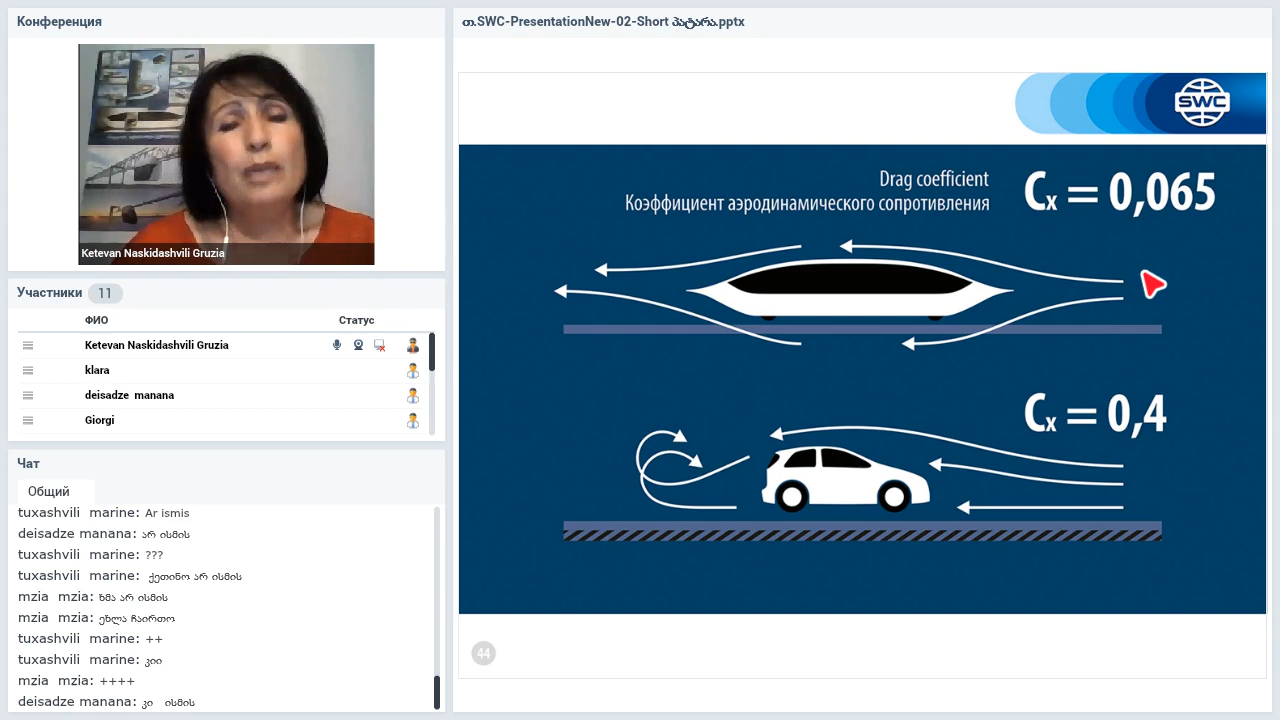 Конференция
Ketevan Naskidashvili Gruzia
Участники 11
ФИО Статус
Ketevan Naskidashvili Gruzia
klara
deisadze manana
Giorgi
Чат
Общий
tuxashvili marine: Ar ismis
deisadze manana: არ ისმის
tuxashvili marine: ???
tuxashvili marine: ქეთინო არ ისმის
mzia mzia: ხმა არ ისმის
mzia mzia: ეხლა ჩაირთო
tuxashvili marine: ++
tuxashvili marine: კიი
mzia mzia: ++++
deisadze manana: კი ისმის
თ.SWC-PresentationNew-02-Short პატარა.pptx
SWC
Drag coefficient
Коэффициент аэродинамического сопротивления
Cx = 0,065
Cx = 0,4
44